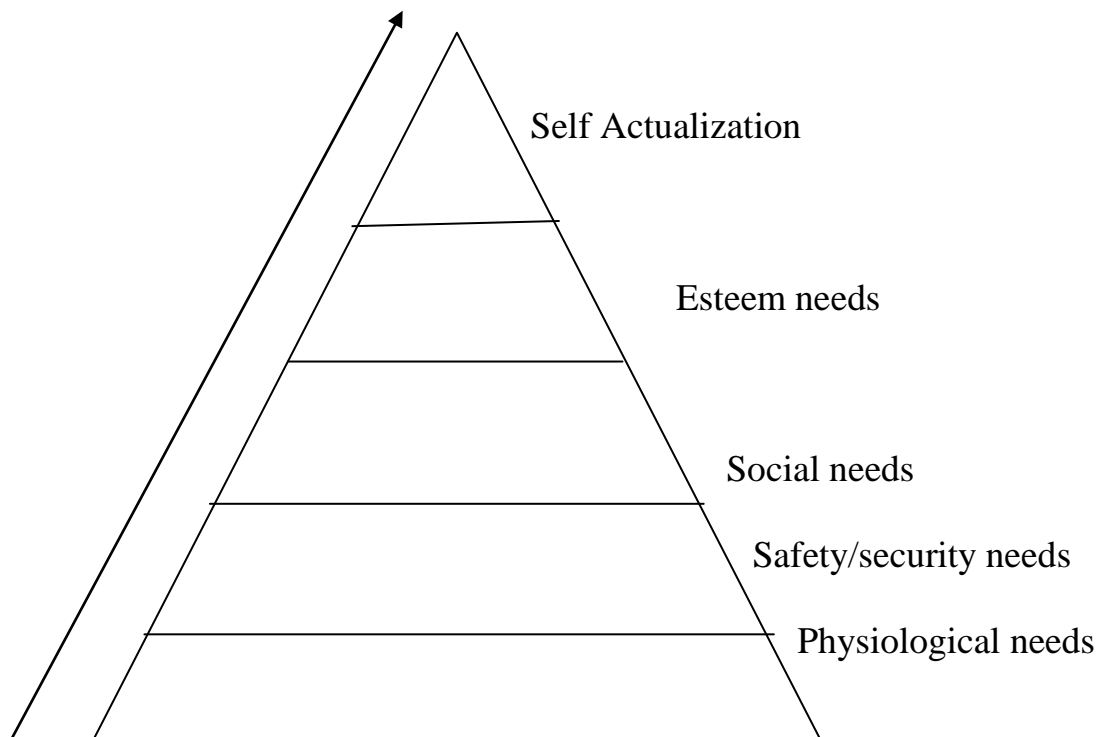 Self Actualization
Esteem needs
Social needs
Safety/security needs
Physiological needs